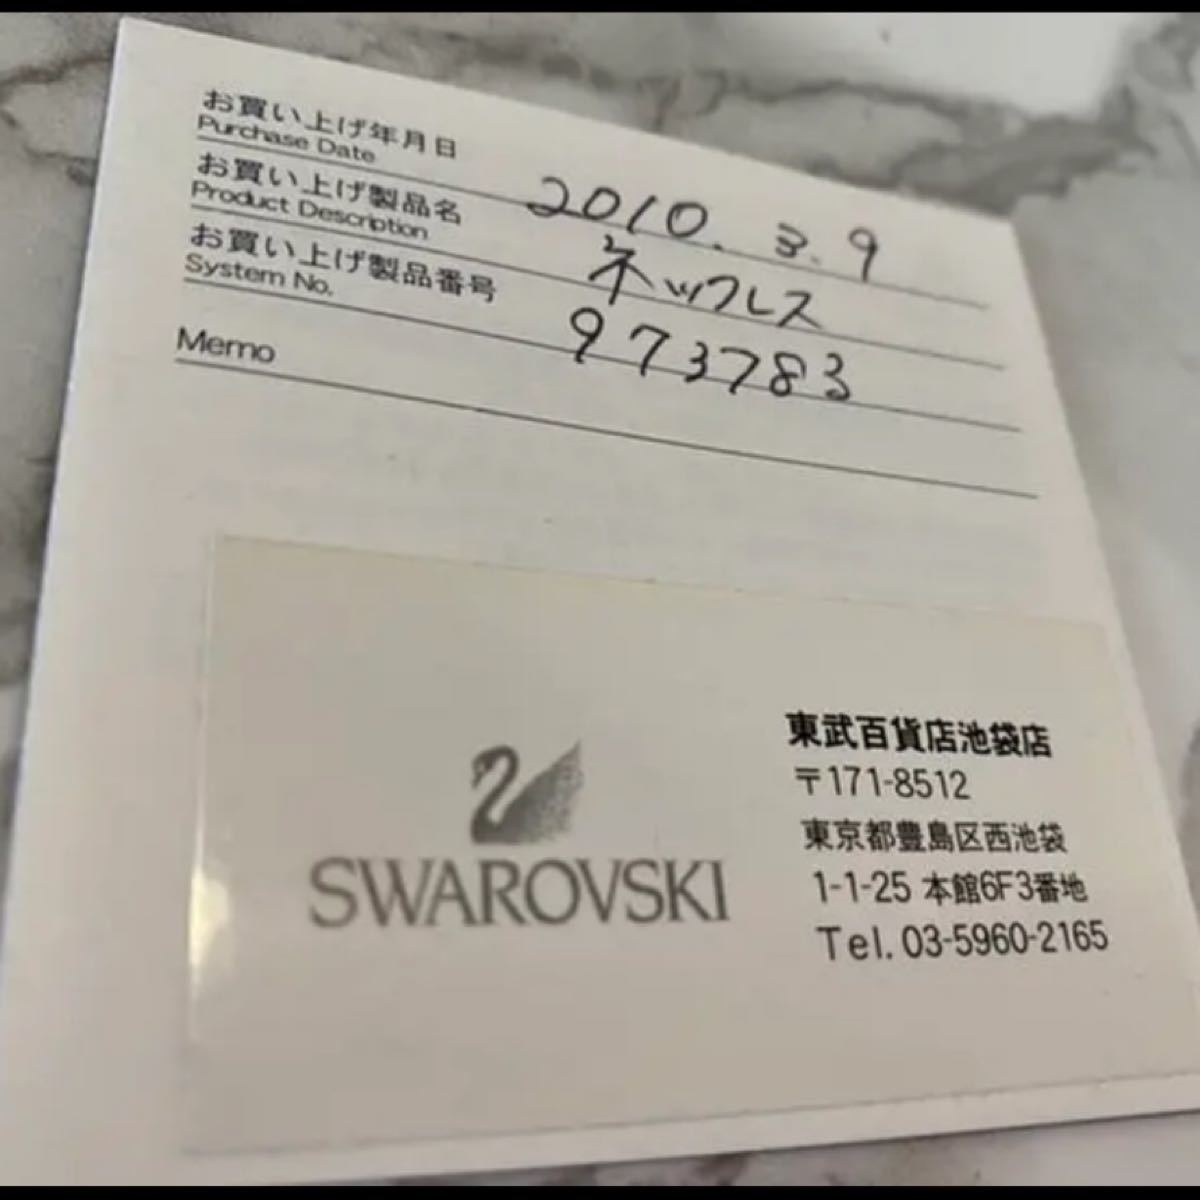 お買い上げ年月日
Purchase Date 2010. 3. 9
お買い上げ製品名
Product Description ネックレス
お買い上げ製品番号
System No. 973783
Memo
SWAROVSKI
東武百貨店池袋店
〒171-8512
東京都豊島区西池袋
1-1-25 本館6F3番地
Tel. 03-5960-2165